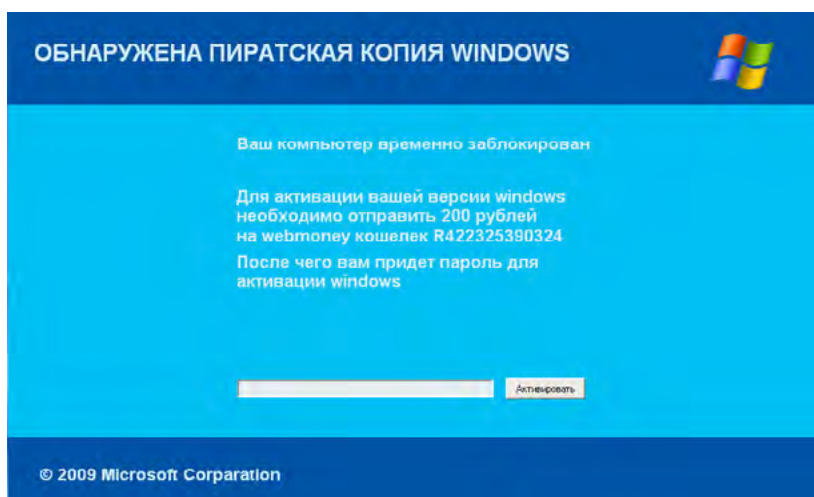 ОБНАРУЖЕНА ПИРАТСКАЯ КОПИЯ WINDOWS
Ваш компьютер временно заблокирован
Для активации вашей версии windows
необходимо отправить 200 рублей
на webmoney кошелек R422325390324
После чего вам придет пароль для
активации windows
Активировать
© 2009 Microsoft Corparation